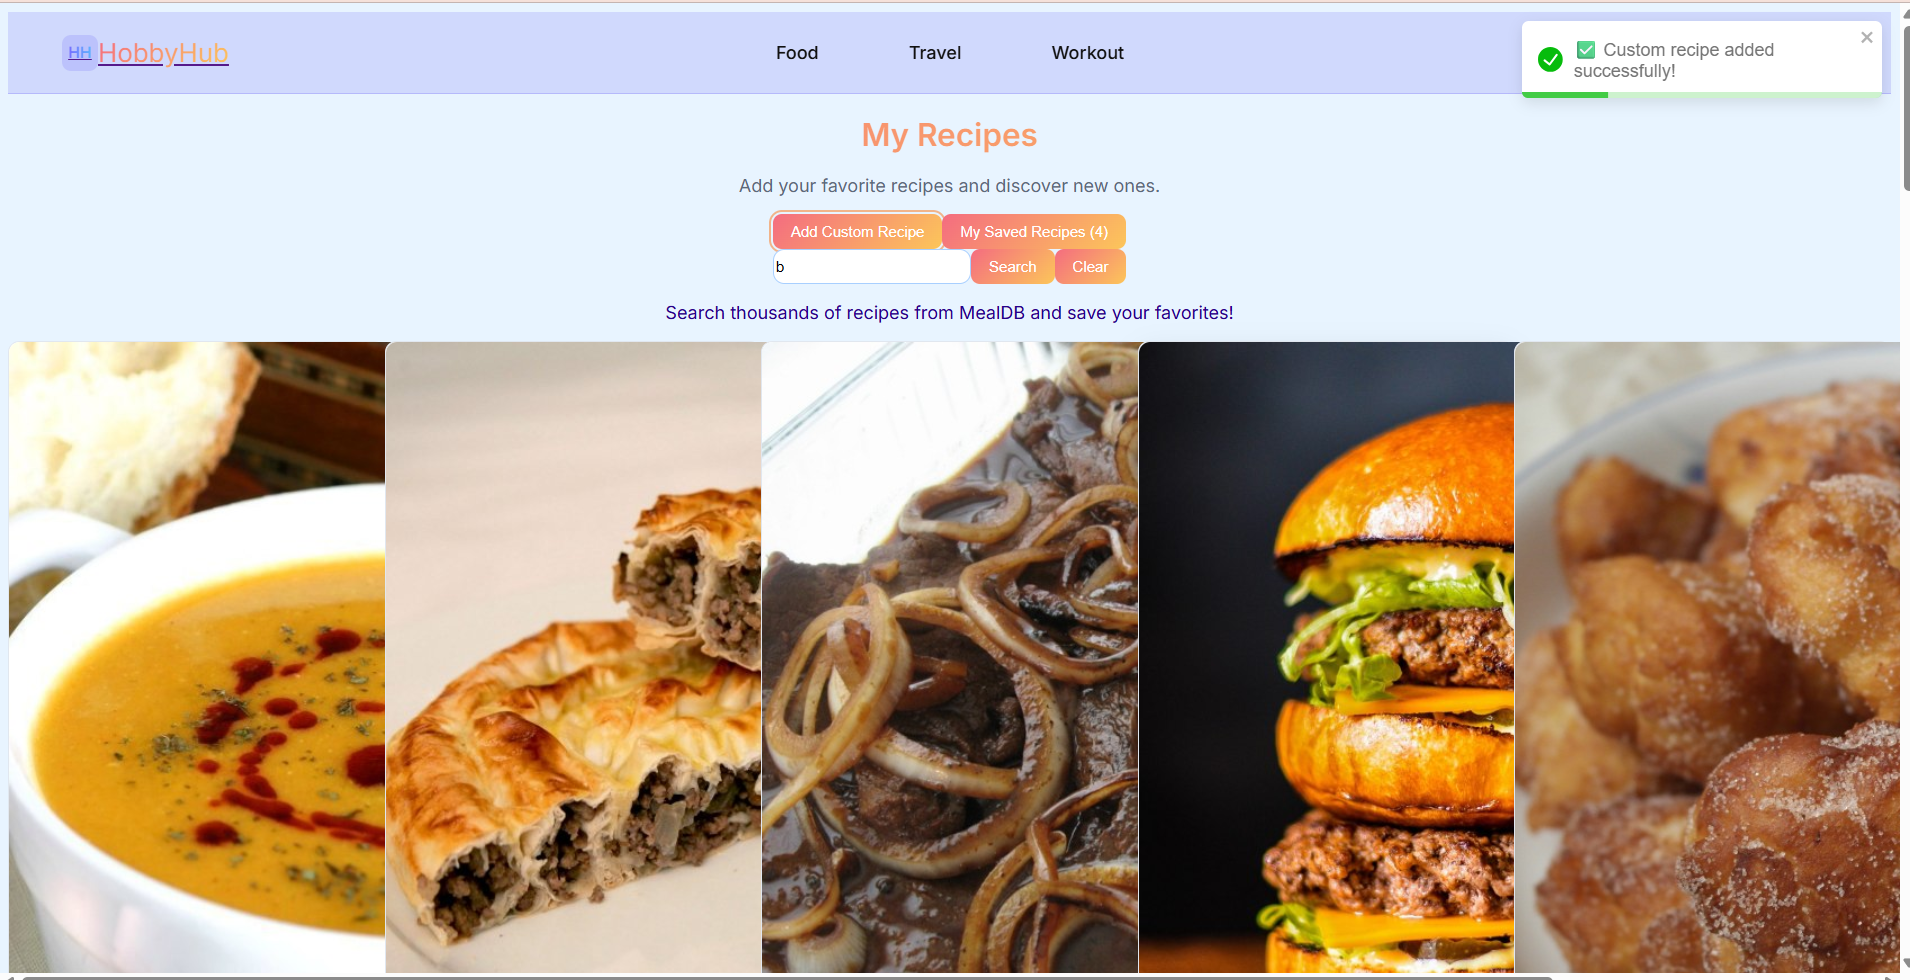 HH HobbyHub
Food Travel Workout
✅ Custom recipe added
successfully!
My Recipes
Add your favorite recipes and discover new ones.
Add Custom Recipe My Saved Recipes (4)
b Search Clear
Search thousands of recipes from MealDB and save your favorites!